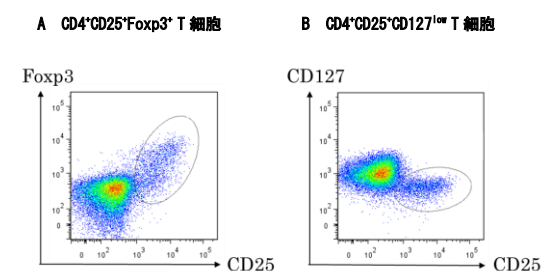 A CD4⁺CD25⁺Foxp3⁺ T 細胞
B CD4⁺CD25⁺CD127ˡᵒʷ T 細胞
Foxp3
10⁵
10⁴
10³
10²
0
0 10² 10³ 10⁴ 10⁵
CD25
CD127
10⁵
10⁴
10³
10²
0
0 10² 10³ 10⁴ 10⁵
CD25